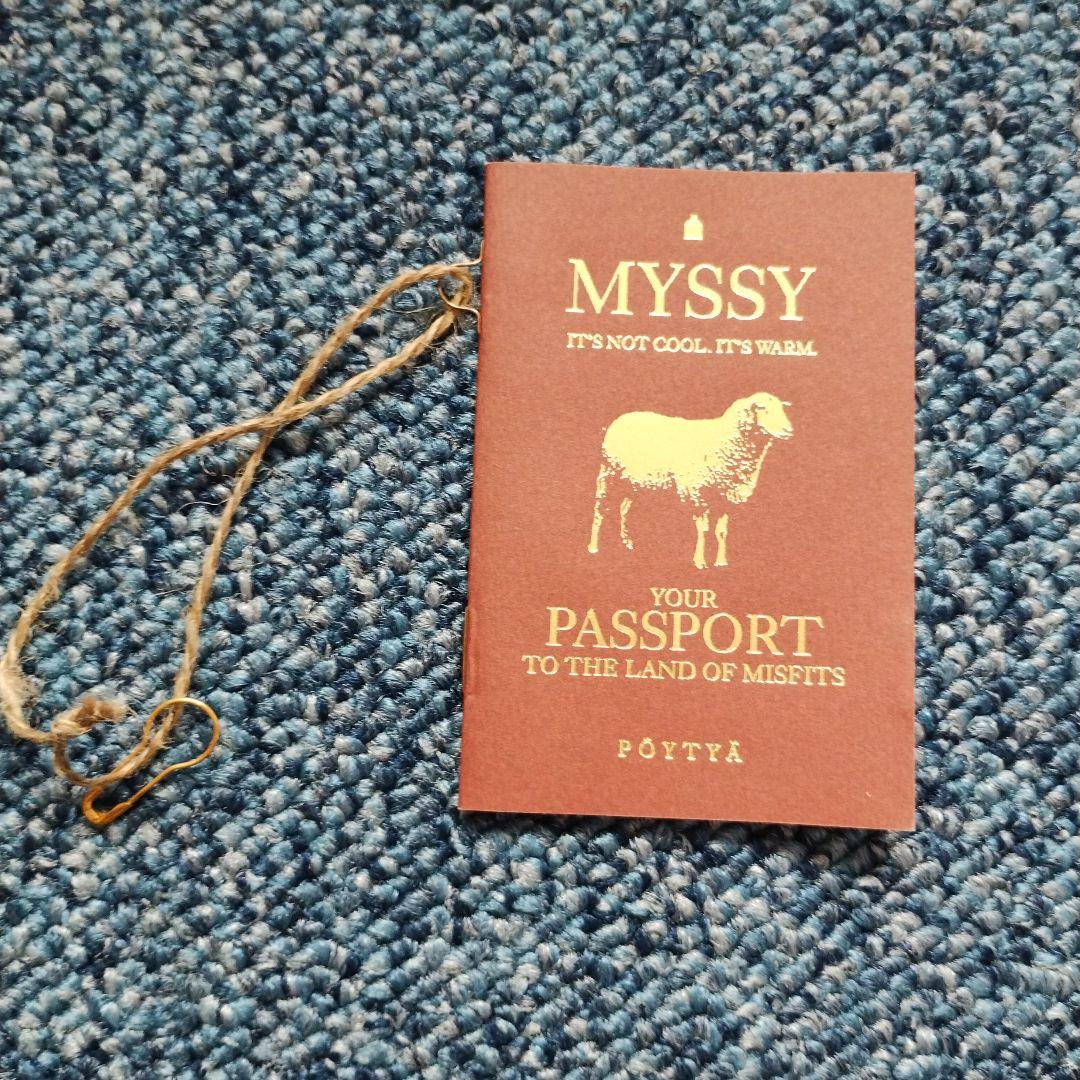 MYSSY
IT'S NOT COOL. IT'S WARM.
YOUR
PASSPORT
TO THE LAND OF MISFITS
PÖYTYÄ